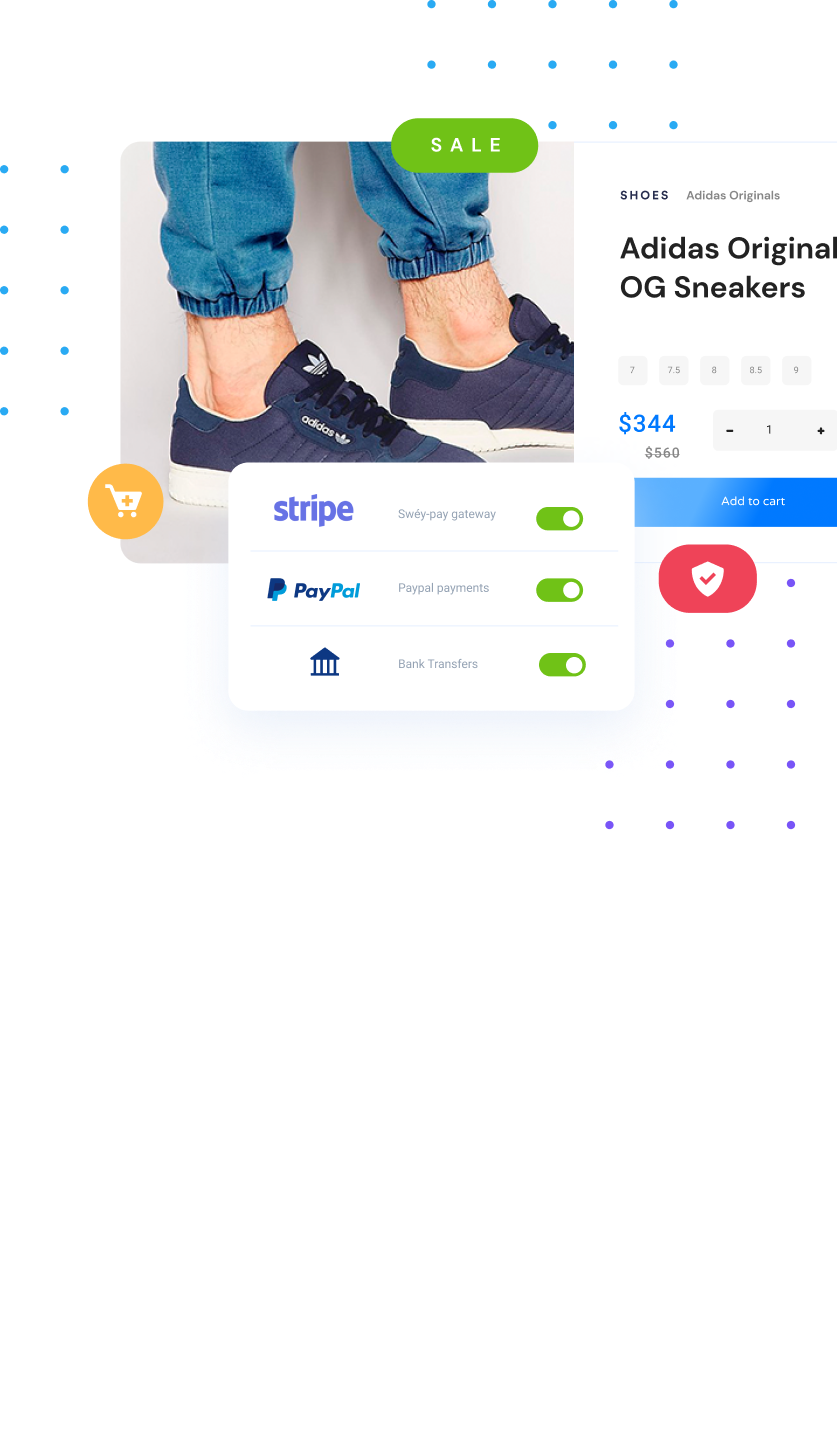 SALE
SHOES Adidas Originals
Adidas Original
OG Sneakers
7 7.5 8 8.5 9
$344
- 1 +
$560
adidas
Add to cart
stripe Swéy-pay gateway
PayPal Paypal payments
Bank Transfers